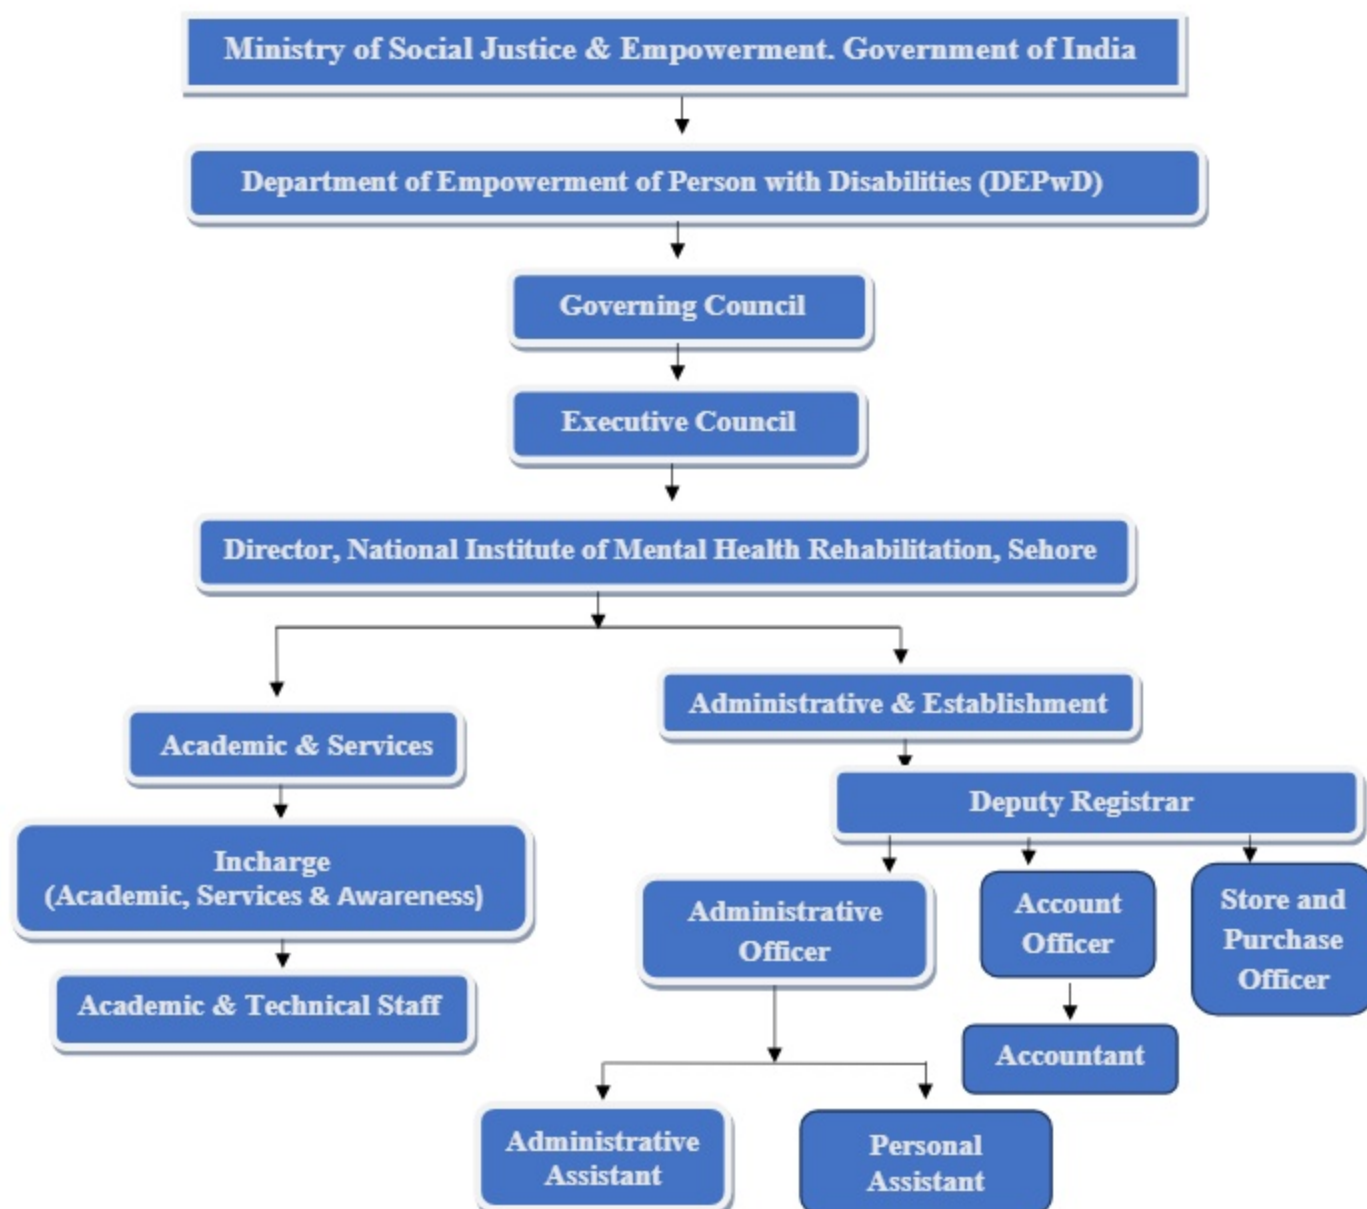 Ministry of Social Justice & Empowerment. Government of India
Department of Empowerment of Person with Disabilities (DEPwD)
Governing Council
Executive Council
Director, National Institute of Mental Health Rehabilitation, Sehore
Academic & Services
Incharge
(Academic, Services & Awareness)
Academic & Technical Staff
Administrative & Establishment
Deputy Registrar
Administrative
Officer
Account
Officer
Store and
Purchase
Officer
Accountant
Administrative
Assistant
Personal
Assistant